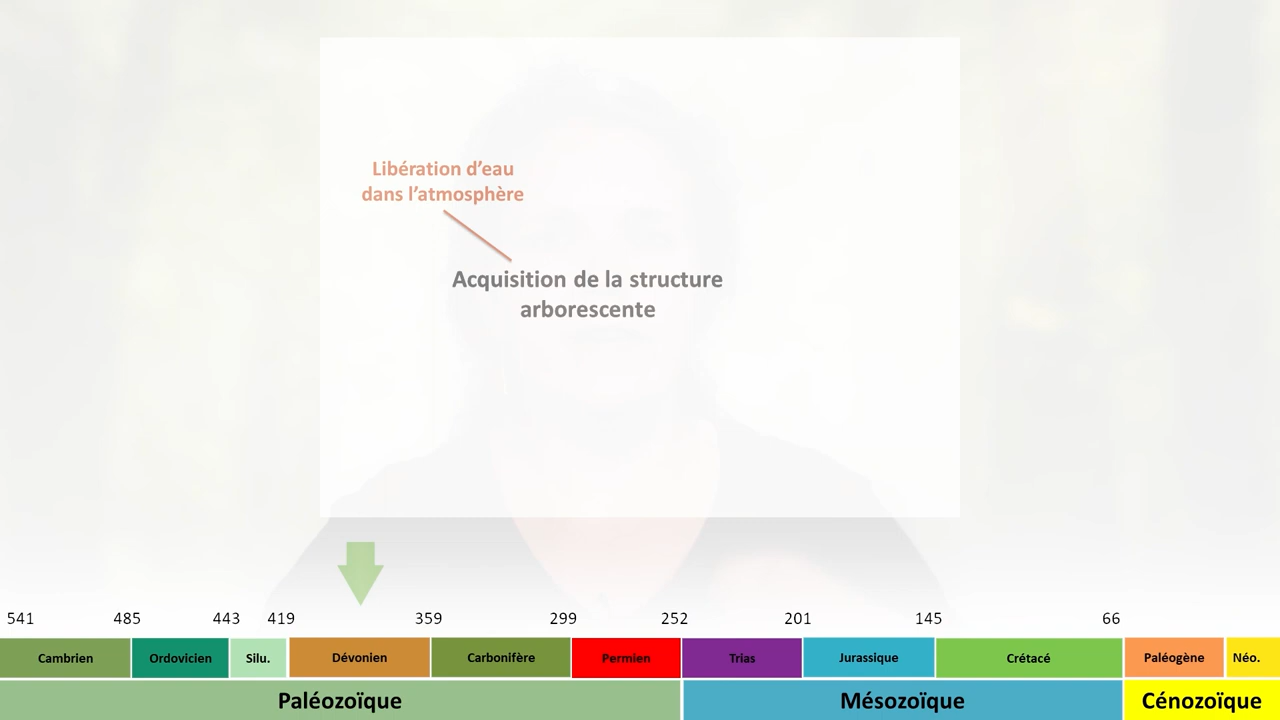 Libération d’eau
dans l’atmosphère
Acquisition de la structure
arborescente
541 485 443 419 359 299 252 201 145 66
Cambrien Ordovicien Silu. Dévonien Carbonifère Permien Trias Jurassique Crétacé Paléogène Néo.
Paléozoïque Mésozoïque Cénozoïque